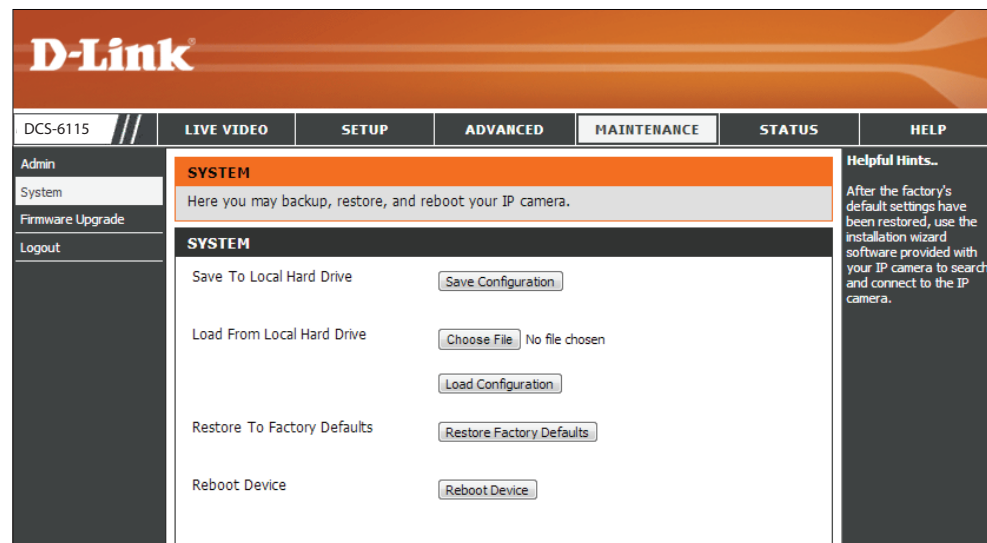 D-Link®
DCS-6115
LIVE VIDEO SETUP ADVANCED MAINTENANCE STATUS HELP
Admin
System
Firmware Upgrade
Logout
SYSTEM
Here you may backup, restore, and reboot your IP camera.
SYSTEM
Save To Local Hard Drive Save Configuration
Load From Local Hard Drive Choose File No file chosen
Load Configuration
Restore To Factory Defaults Restore Factory Defaults
Reboot Device Reboot Device
Helpful Hints..
After the factory's
default settings have
been restored, use the
installation wizard
software provided with
your IP camera to search
and connect to the IP
camera.